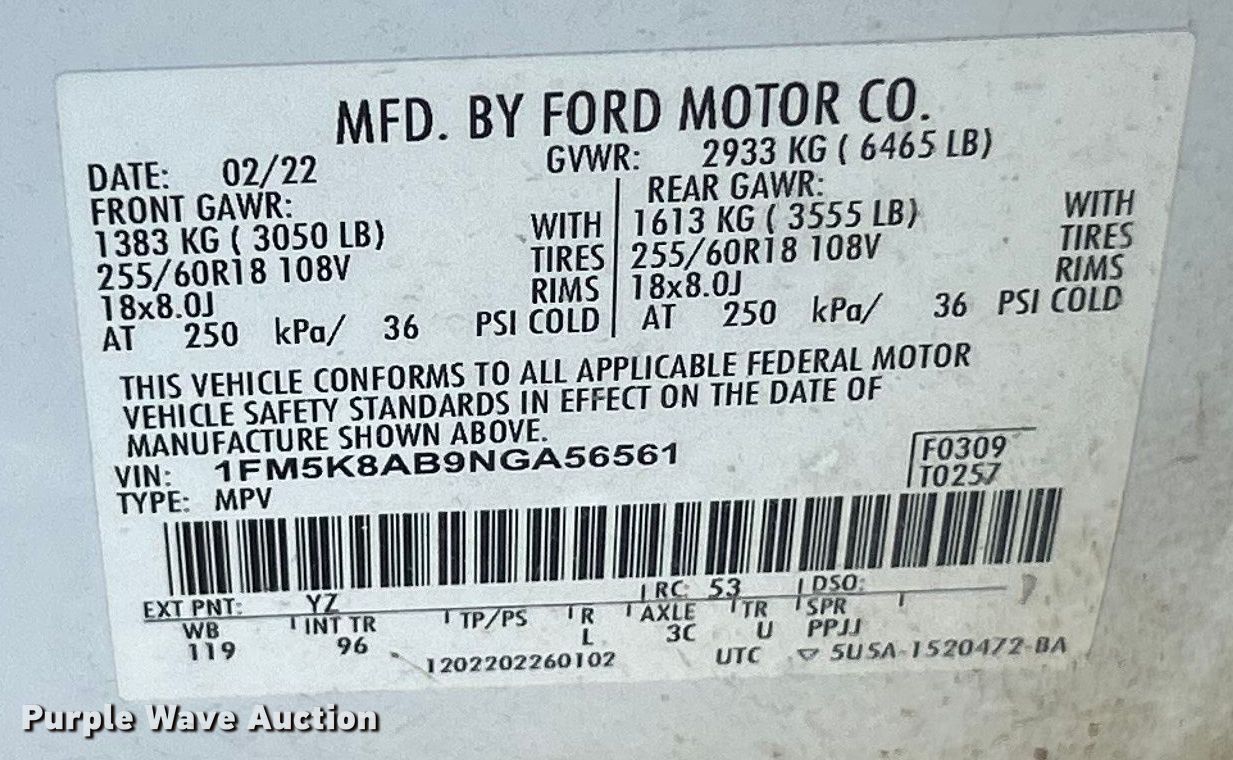 MFD. BY FORD MOTOR CO.
DATE: 02/22 GVWR: 2933 KG ( 6465 LB)
FRONT GAWR: REAR GAWR:
1383 KG ( 3050 LB) WITH 1613 KG ( 3555 LB) WITH
255/60R18 108V TIRES 255/60R18 108V TIRES
18x8.0J RIMS 18x8.0J RIMS
AT 250 kPa/ 36 PSI COLD AT 250 kPa/ 36 PSI COLD
THIS VEHICLE CONFORMS TO ALL APPLICABLE FEDERAL MOTOR
VEHICLE SAFETY STANDARDS IN EFFECT ON THE DATE OF
MANUFACTURE SHOWN ABOVE.
VIN: 1FM5K8AB9NGA56561 F0309
TYPE: MPV T0257
EXT PNT: YZ RC: 53 DSO:
WB INT TR TP/PS R AXLE TR SPR
119 96 L 3C U PPJJ
1202202260102 UTC ▽ 5U5A-1520472-BA
Purple Wave Auction